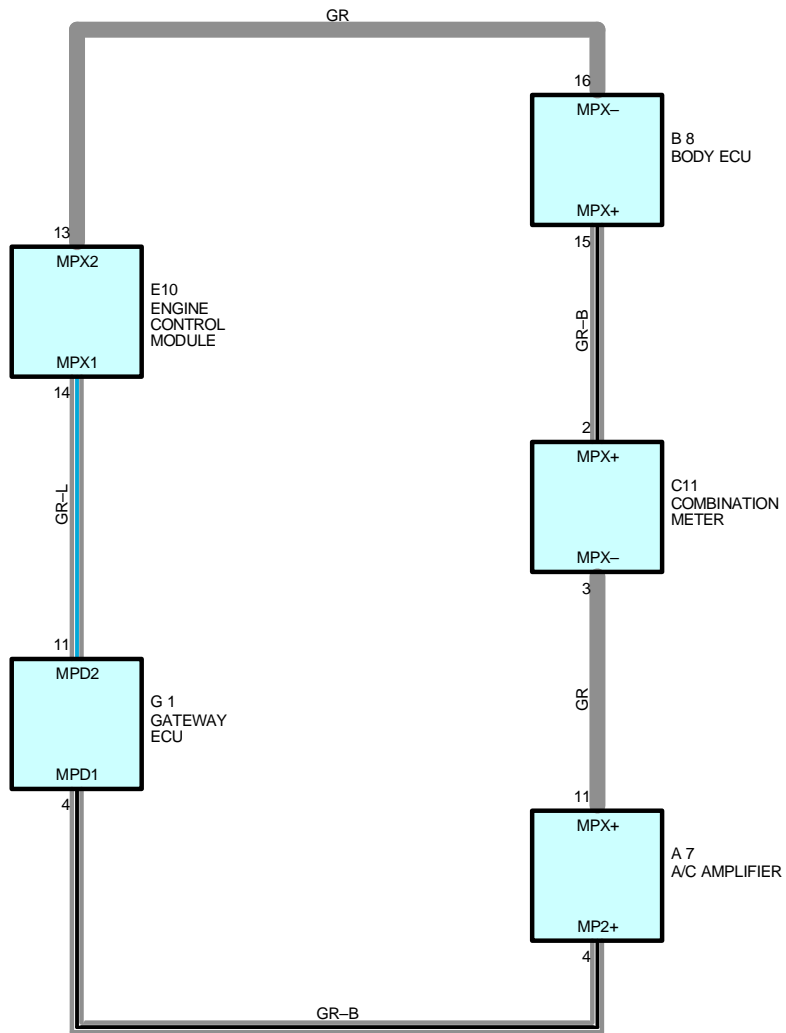 GR
16
MPX–
B 8
BODY ECU
MPX+
15
13
MPX2
E10
ENGINE
CONTROL
MODULE
MPX1
14
GR–B
2
MPX+
C11
COMBINATION
METER
MPX–
3
GR–L
11
MPD2
G 1
GATEWAY
ECU
MPD1
4
GR
11
MPX+
A 7
A/C AMPLIFIER
MP2+
4
GR–B